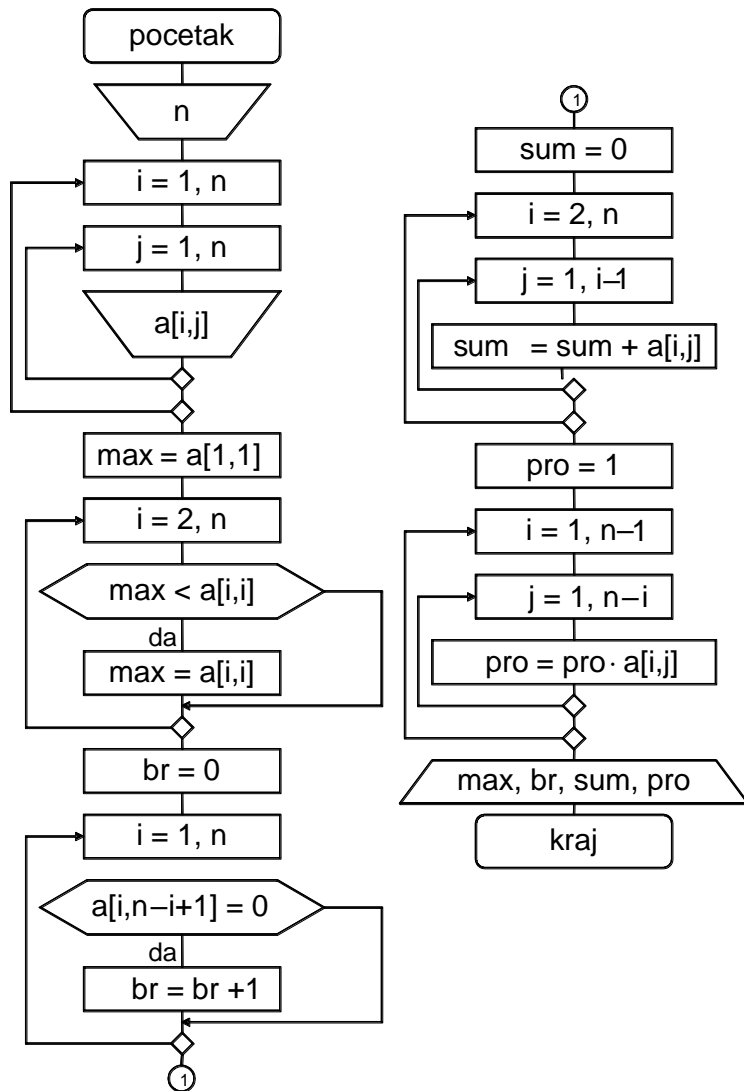 pocetak
n
i = 1, n
j = 1, n
a[i,j]
max = a[1,1]
i = 2, n
max < a[i,i]
da
max = a[i,i]
br = 0
i = 1, n
a[i,n−i+1] = 0
da
br = br +1
1
1
sum = 0
i = 2, n
j = 1, i−1
sum = sum + a[i,j]
pro = 1
i = 1, n−1
j = 1, n−i
pro = pro · a[i,j]
max, br, sum, pro
kraj